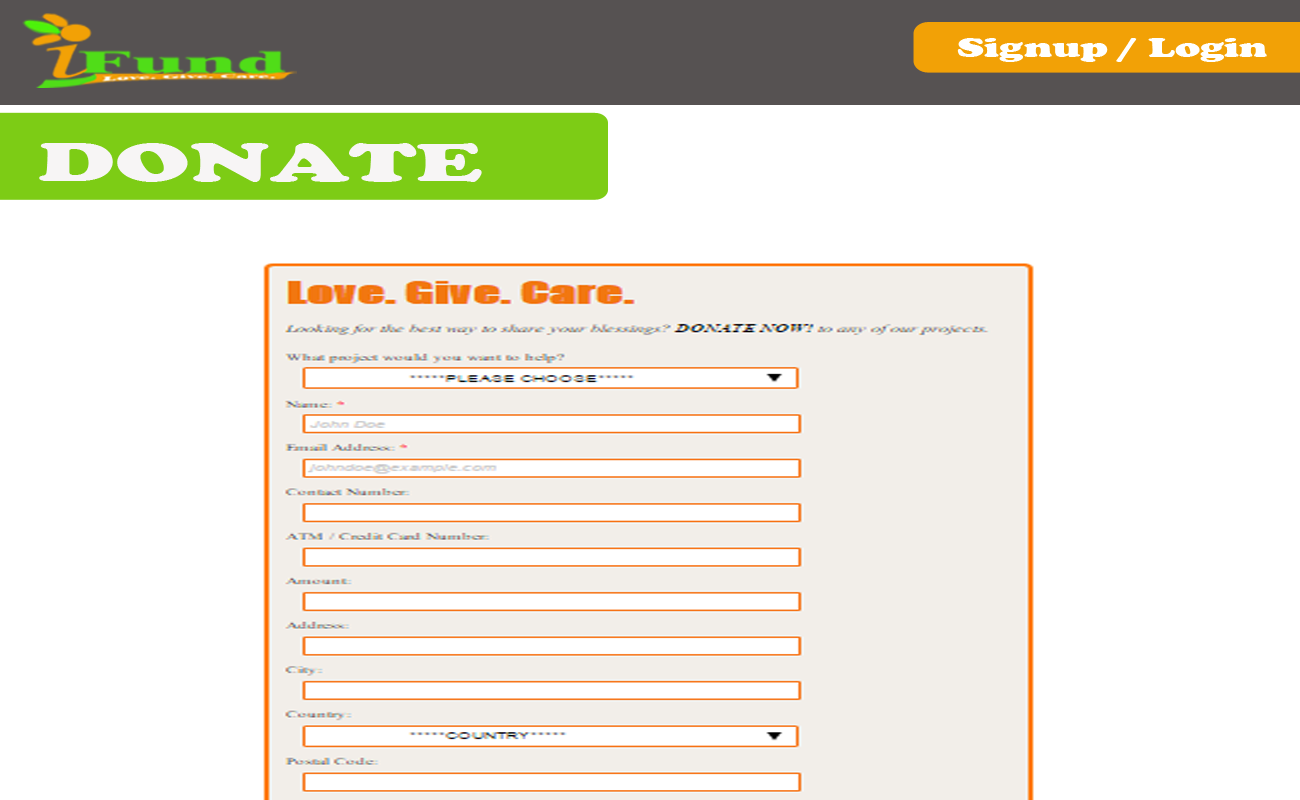 iFund
Love. Give. Care.
Signup / Login
DONATE
Love. Give. Care.
Looking for the best way to share your blessings? DONATE NOW! to any of our projects.
What project would you want to help?
*****PLEASE CHOOSE*****
Name: *
John Doe
Email Address: *
johndoe@example.com
Contact Number:
ATM / Credit Card Number:
Amount:
Address:
City:
Country:
*****COUNTRY*****
Postal Code: